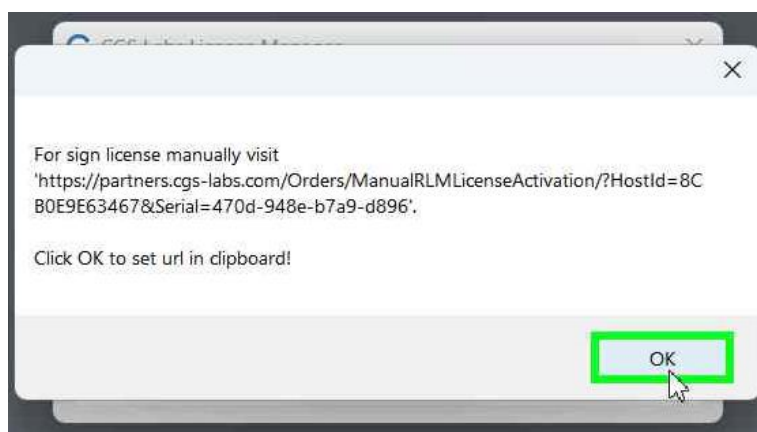 For sign license manually visit
'https://partners.cgs-labs.com/Orders/ManualRLMLicenseActivation/?HostId=8C
B0E9E63467&Serial=470d-948e-b7a9-d896'.
Click OK to set url in clipboard!
OK